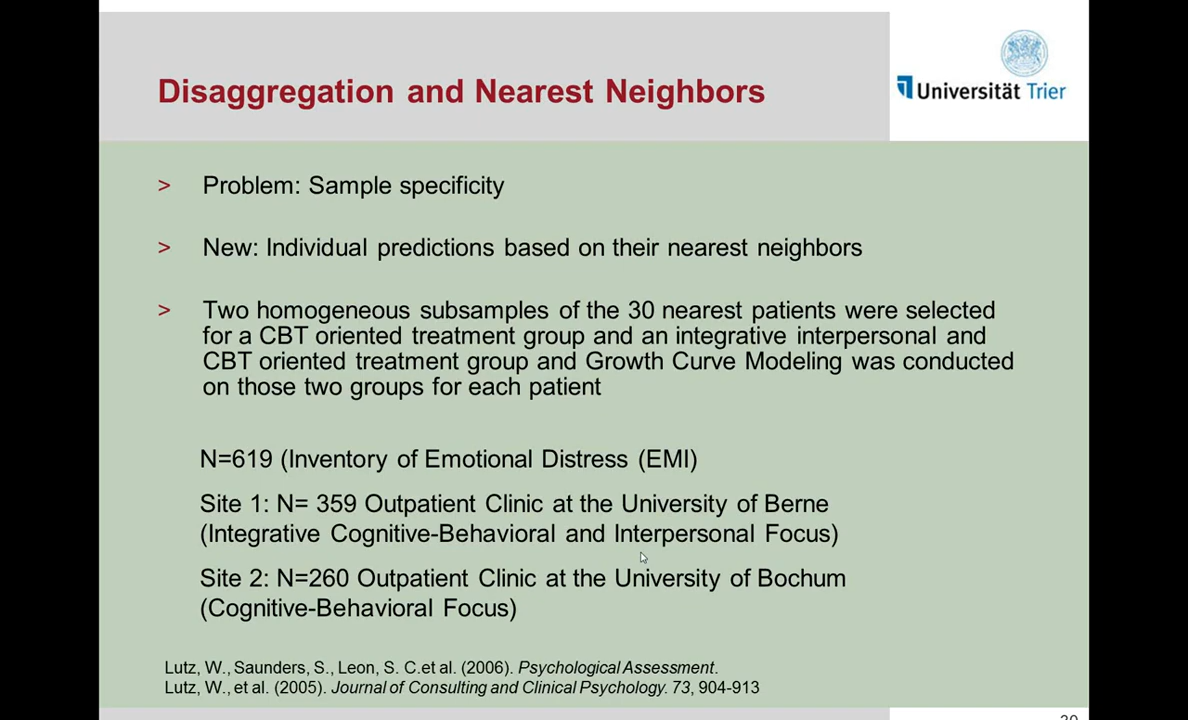 Disaggregation and Nearest Neighbors
Universität Trier
> Problem: Sample specificity
> New: Individual predictions based on their nearest neighbors
> Two homogeneous subsamples of the 30 nearest patients were selected
for a CBT oriented treatment group and an integrative interpersonal and
CBT oriented treatment group and Growth Curve Modeling was conducted
on those two groups for each patient
N=619 (Inventory of Emotional Distress (EMI)
Site 1: N= 359 Outpatient Clinic at the University of Berne
(Integrative Cognitive-Behavioral and Interpersonal Focus)
Site 2: N=260 Outpatient Clinic at the University of Bochum
(Cognitive-Behavioral Focus)
Lutz, W., Saunders, S., Leon, S. C.et al. (2006). Psychological Assessment.
Lutz, W., et al. (2005). Journal of Consulting and Clinical Psychology. 73, 904-913